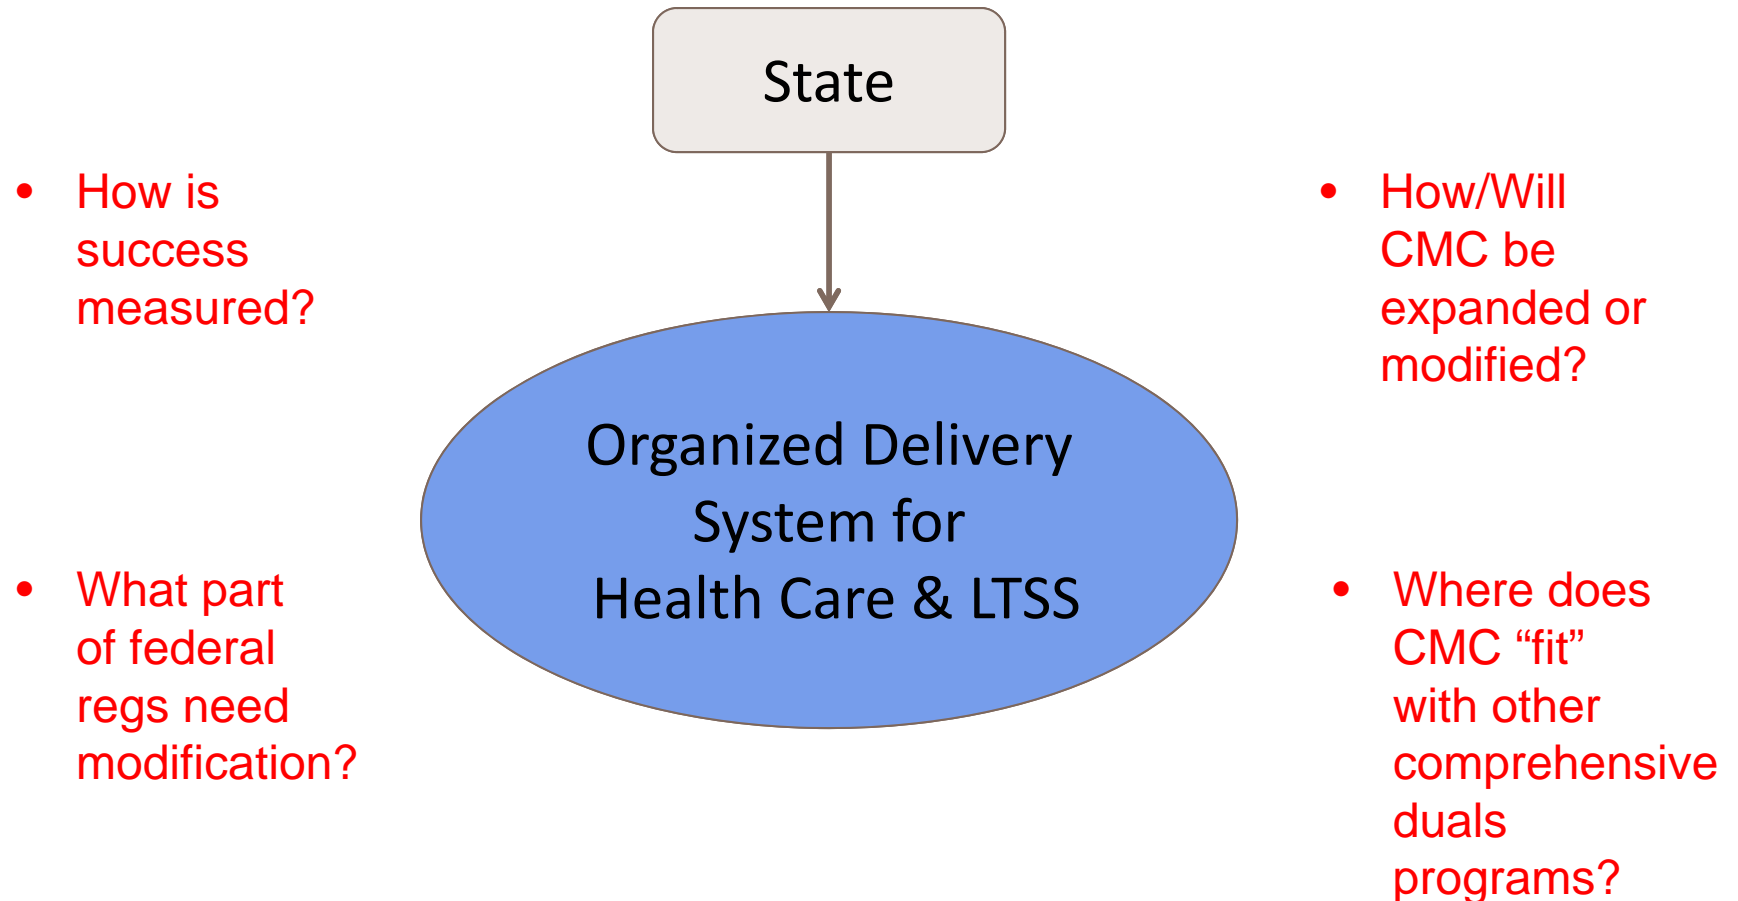 State
• How is
success
measured?
• How/Will
CMC be
expanded or
modified?
Organized Delivery
System for
Health Care & LTSS
• What part
of federal
regs need
modification?
• Where does
CMC “fit”
with other
comprehensive
duals
programs?